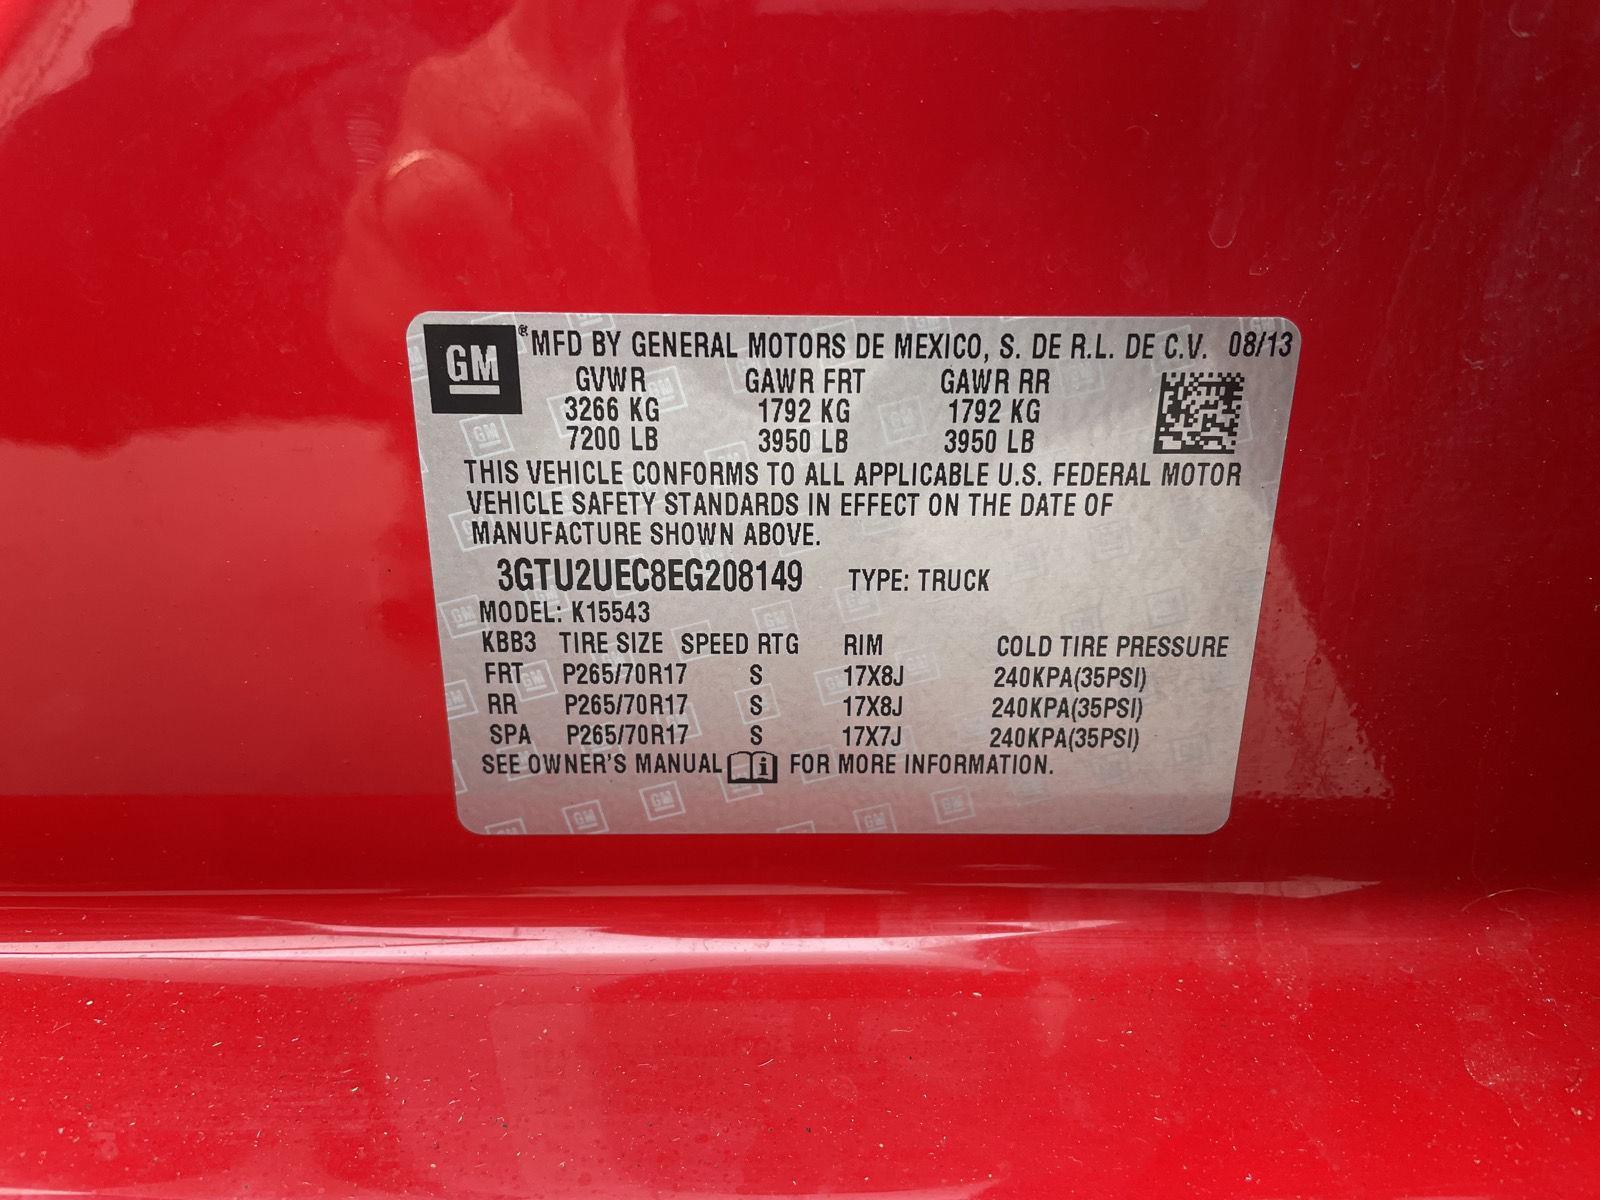 GM ® MFD BY GENERAL MOTORS DE MEXICO, S. DE R.L. DE C.V. 08/13
GVWR GAWR FRT GAWR RR
3266 KG 1792 KG 1792 KG
7200 LB 3950 LB 3950 LB
THIS VEHICLE CONFORMS TO ALL APPLICABLE U.S. FEDERAL MOTOR
VEHICLE SAFETY STANDARDS IN EFFECT ON THE DATE OF
MANUFACTURE SHOWN ABOVE.
3GTU2UEC8EG208149 TYPE: TRUCK
MODEL: K15543
KBB3 TIRE SIZE SPEED RTG RIM COLD TIRE PRESSURE
FRT P265/70R17 S 17X8J 240KPA(35PSI)
RR P265/70R17 S 17X8J 240KPA(35PSI)
SPA P265/70R17 S 17X7J 240KPA(35PSI)
SEE OWNER'S MANUAL i FOR MORE INFORMATION.